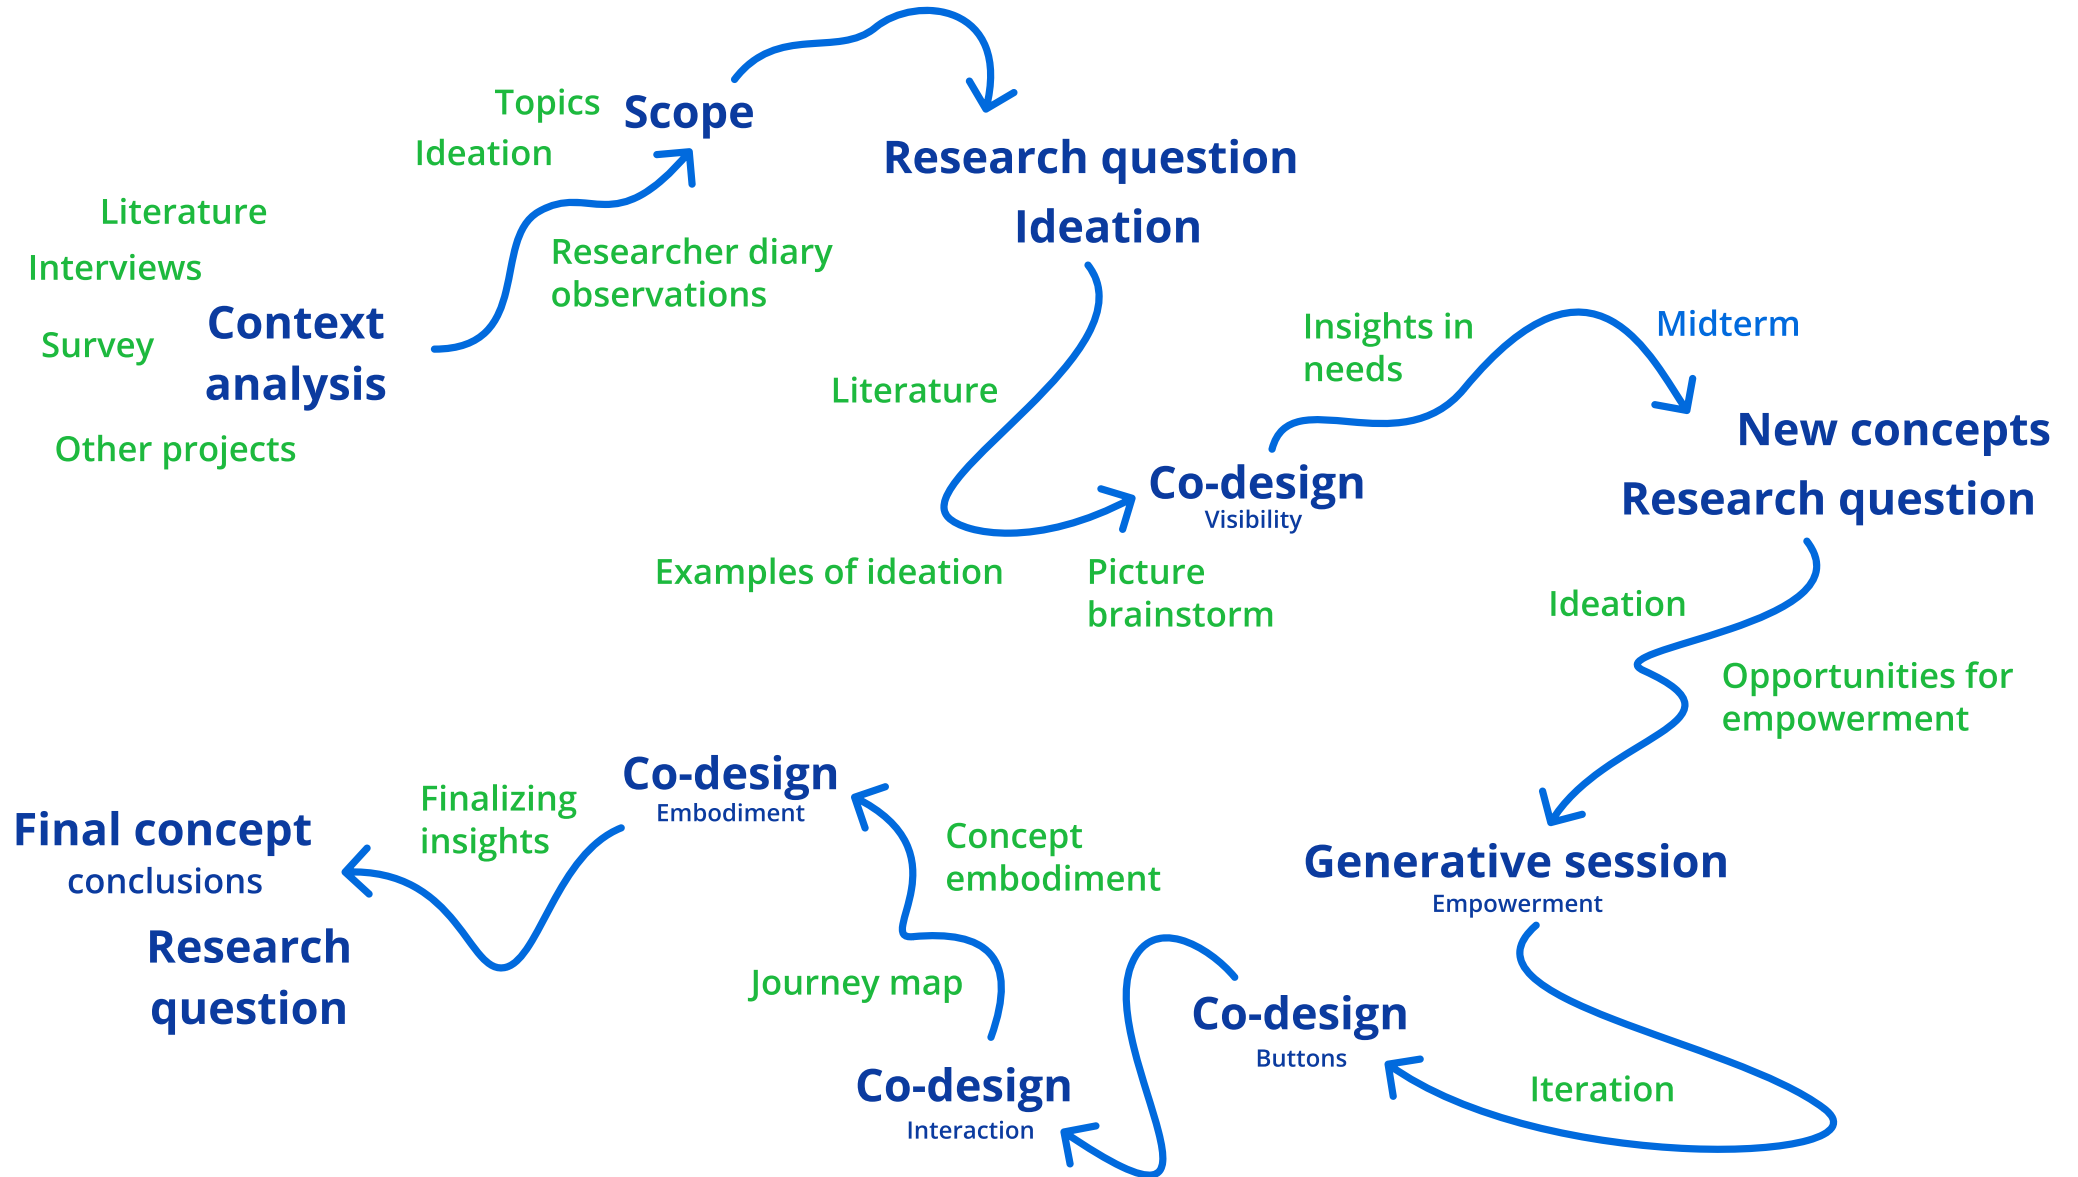 Topics
Scope
Ideation
Research question
Ideation
Literature
Interviews
Researcher diary
observations
Context
analysis
Survey
Other projects
Literature
Insights in
needs
Midterm
Co-design
Visibility
New concepts
Research question
Examples of ideation
Picture
brainstorm
Ideation
Opportunities for
empowerment
Generative session
Empowerment
Iteration
Co-design
Buttons
Co-design
Interaction
Journey map
Concept
embodiment
Co-design
Embodiment
Finalizing
insights
Final concept
conclusions
Research
question